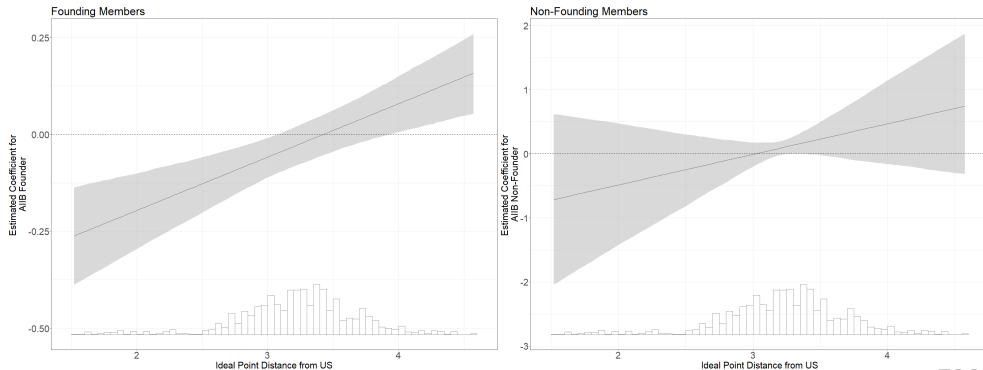 Founding Members
0.25
0.00
-0.25
-0.50
Estimated Coefficient for
AIIB Founder
2
3
4
Ideal Point Distance from US
Non-Founding Members
2
1
0
-1
-2
-3
Estimated Coefficient for
AIIB Non-Founder
2
3
4
Ideal Point Distance from US